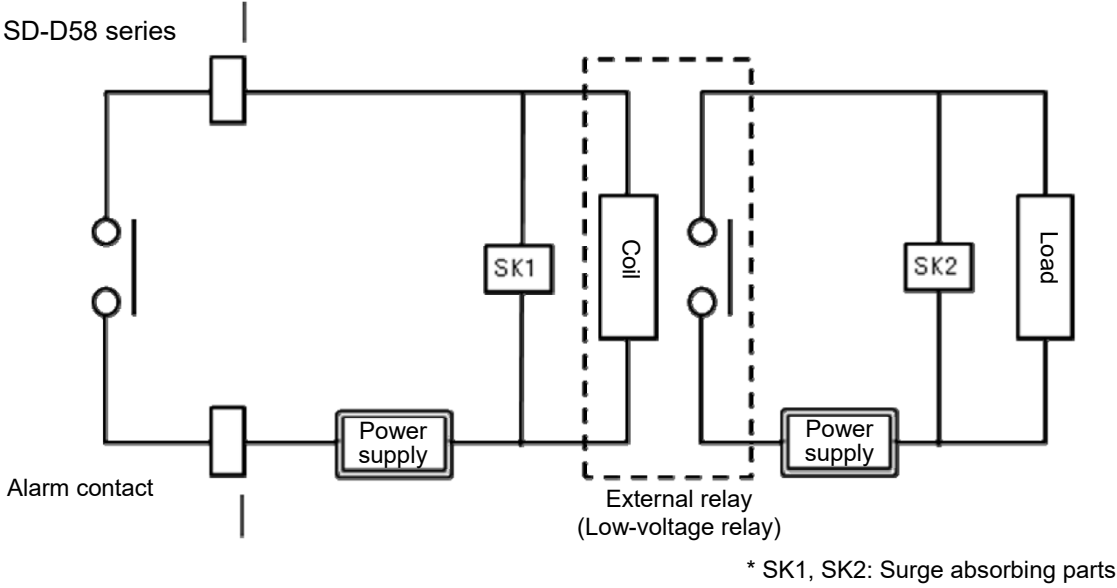 SD-D58 series
SK1
Coil
SK2
Load
Power
supply
Power
supply
Alarm contact
External relay
(Low-voltage relay)
* SK1, SK2: Surge absorbing parts